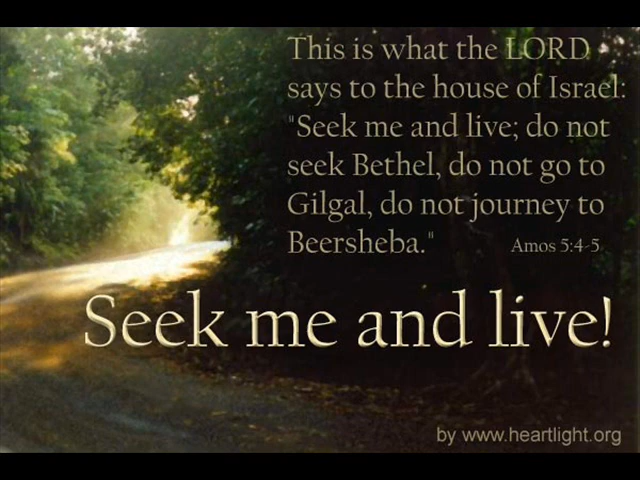 This is what the LORD
says to the house of Israel:
"Seek me and live; do not
seek Bethel, do not go to
Gilgal, do not journey to
Beersheba."
Amos 5:4-5
Seek me and live!
by www.heartlight.org